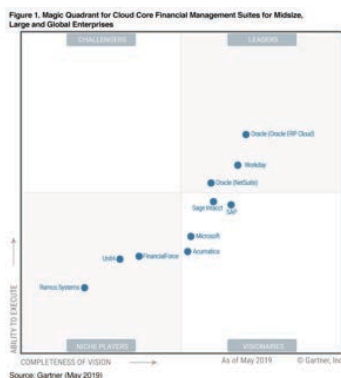 Figure 1. Magic Quadrant for Cloud Core Financial Management Suites for Midsize,
Large and Global Enterprises
CHALLENGERS
LEADERS
Oracle (Oracle ERP Cloud)
Workday
Oracle (NetSuite)
Sage Intacct
SAP
Microsoft
Acumatica
Unit4
FinancialForce
Ramco Systems
ABILITY TO EXECUTE
NICHE PLAYERS
VISIONARIES
COMPLETENESS OF VISION
As of May 2019
© Gartner, Inc
Source: Gartner (May 2019)